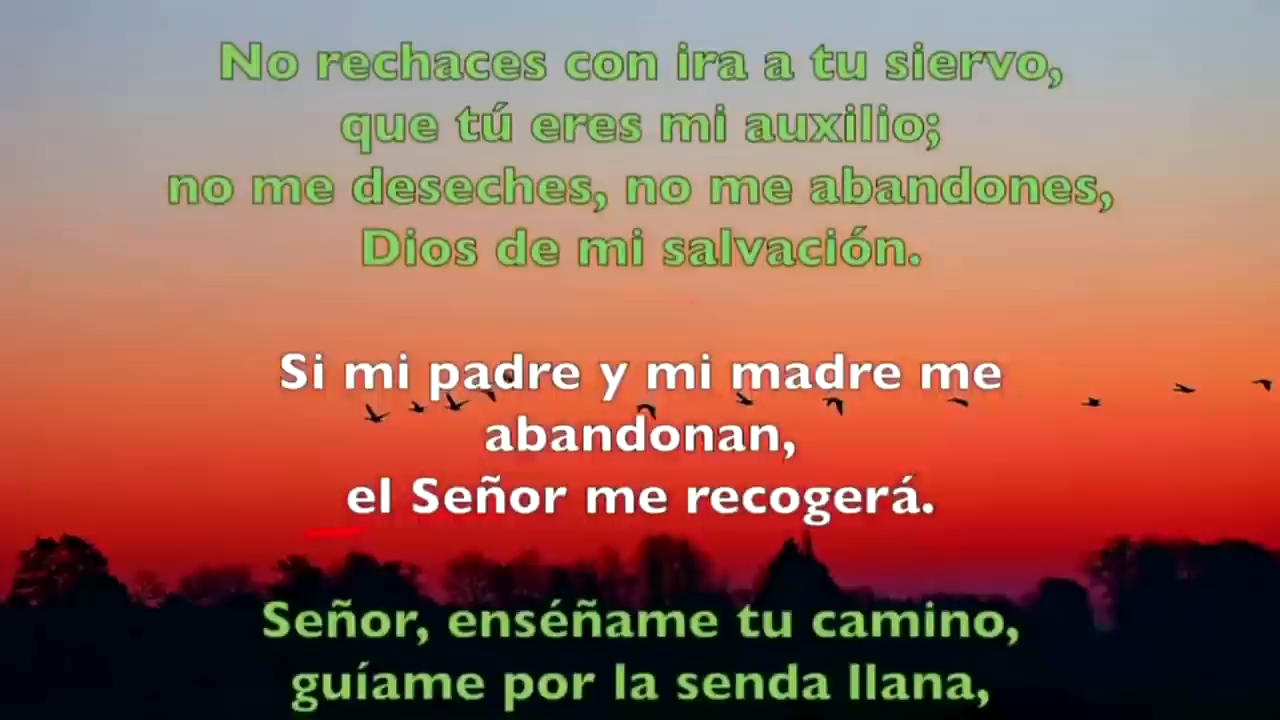 No rechaces con ira a tu siervo,
que tú eres mi auxilio;
no me deseches, no me abandones,
Dios de mi salvación.
Si mi padre y mi madre me
abandonan,
el Señor me recogerá.
Señor, enséñame tu camino,
guíame por la senda llana,